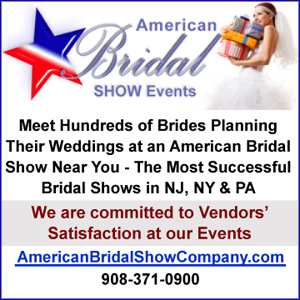 American
Bridal
SHOW Events
Meet Hundreds of Brides Planning
Their Weddings at an American Bridal
Show Near You - The Most Successful
Bridal Shows in NJ, NY & PA
We are committed to Vendors’
Satisfaction at our Events
AmericanBridalShowCompany.com
908-371-0900